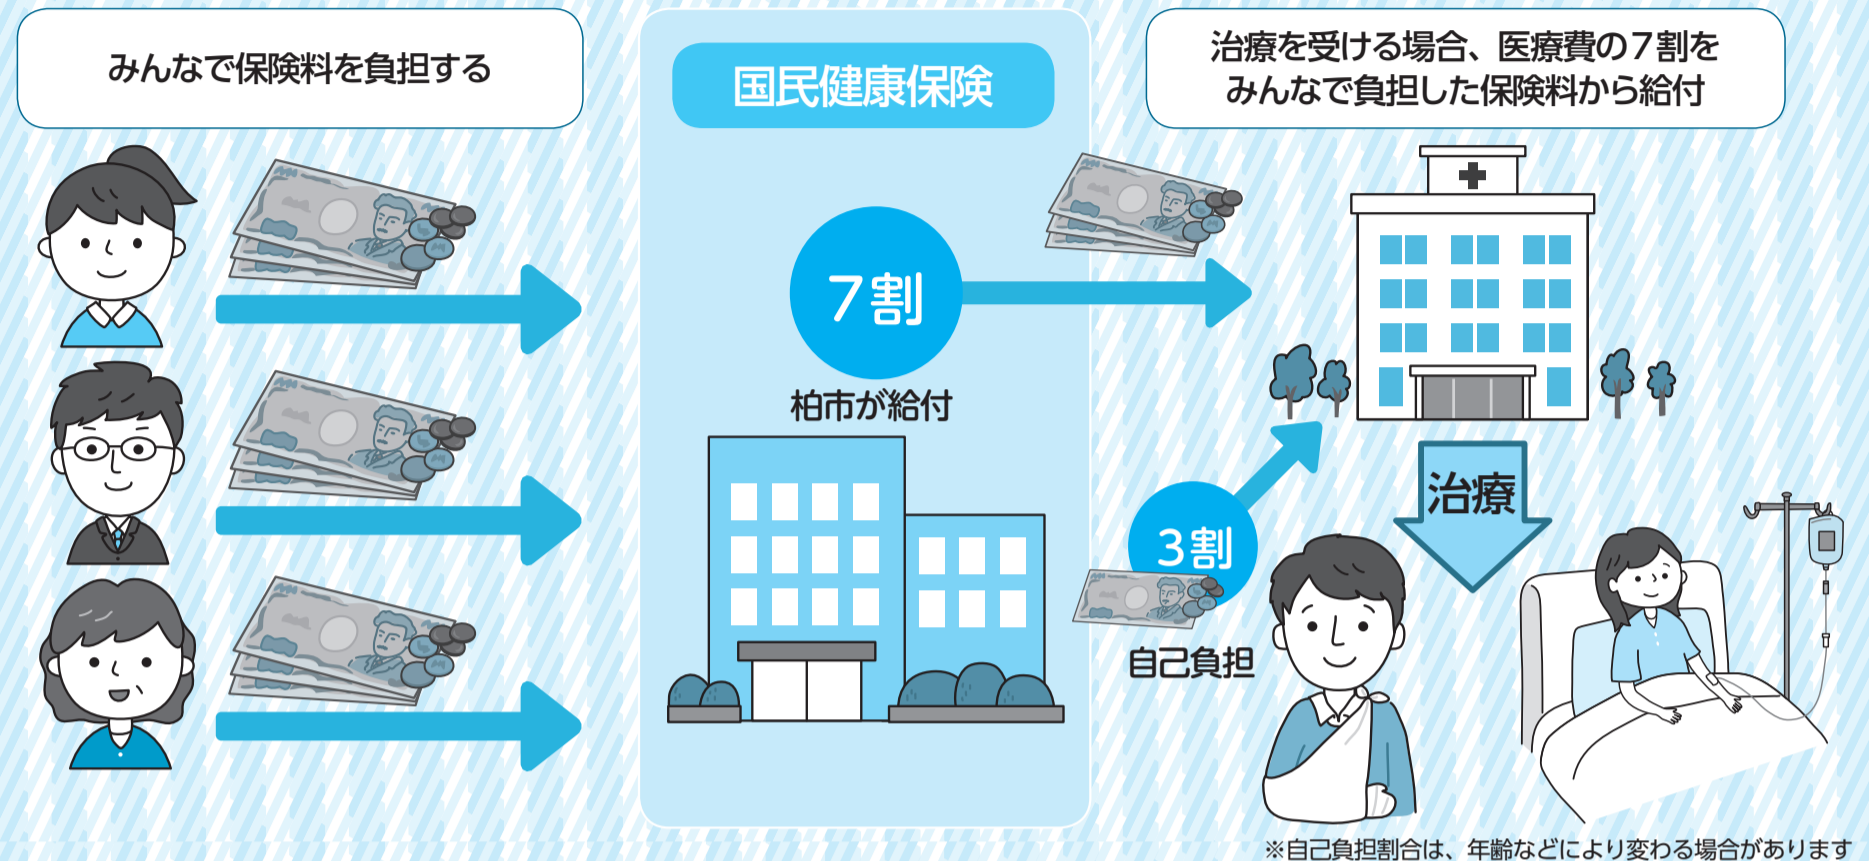 みんなで保険料を負担する
国民健康保険
7割
柏市が給付
治療を受ける場合、医療費の7割を
みんなで負担した保険料から給付
3割
自己負担
治療
※自己負担割合は、年齢などにより変わる場合があります